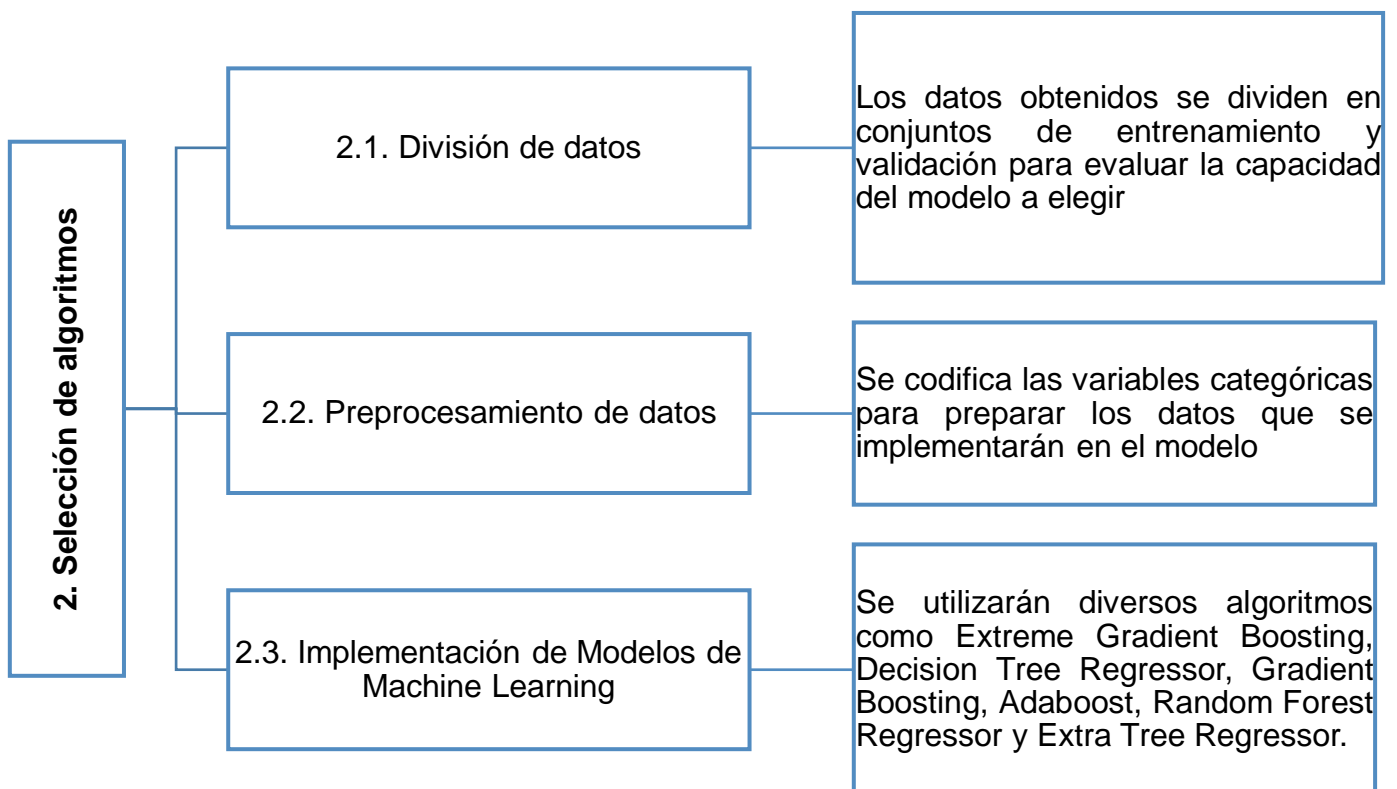 2. Selección de algoritmos
2.1. División de datos
Los datos obtenidos se dividen en
conjuntos de entrenamiento y
validación para evaluar la capacidad
del modelo a elegir
2.2. Preprocesamiento de datos
Se codifica las variables categóricas
para preparar los datos que se
implementarán en el modelo
2.3. Implementación de Modelos de
Machine Learning
Se utilizarán diversos algoritmos
como Extreme Gradient Boosting,
Decision Tree Regressor, Gradient
Boosting, Adaboost, Random Forest
Regressor y Extra Tree Regressor.